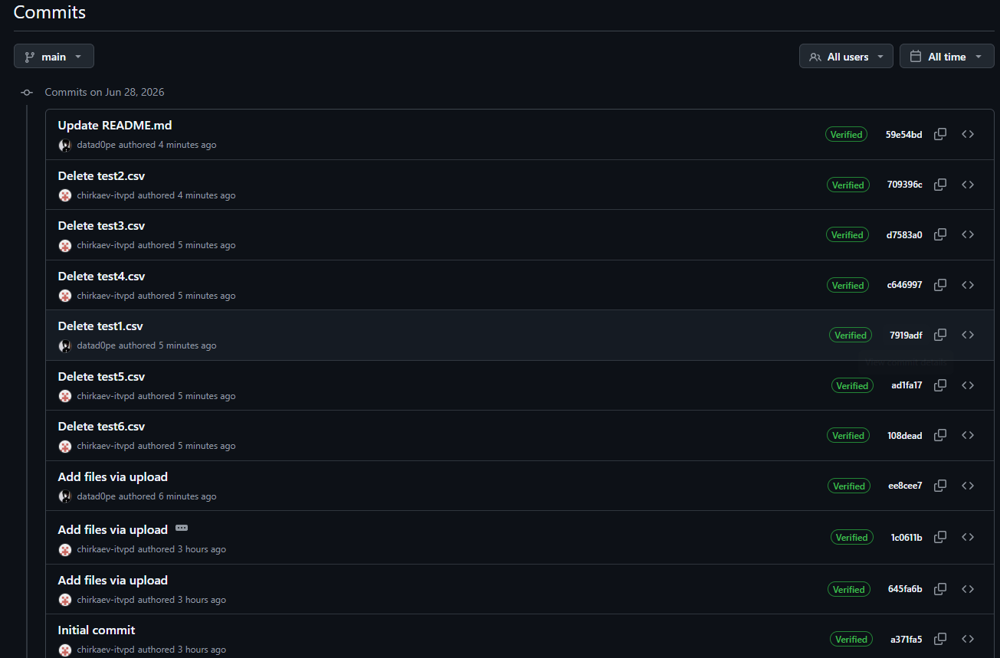 Commits
main
All users
All time
Commits on Jun 28, 2026
Update README.md
datad0pe authored 4 minutes ago
Verified
59e54bd
Delete test2.csv
chirkaev-itvpd authored 4 minutes ago
Verified
709396c
Delete test3.csv
chirkaev-itvpd authored 5 minutes ago
Verified
d7583a0
Delete test4.csv
chirkaev-itvpd authored 5 minutes ago
Verified
c646997
Delete test1.csv
datad0pe authored 5 minutes ago
Verified
7919adf
View commit details
Delete test5.csv
chirkaev-itvpd authored 5 minutes ago
Verified
ad1fa17
Delete test6.csv
chirkaev-itvpd authored 5 minutes ago
Verified
108dead
Add files via upload
datad0pe authored 6 minutes ago
Verified
ee8cee7
Add files via upload
chirkaev-itvpd authored 3 hours ago
Verified
1c0611b
Add files via upload
chirkaev-itvpd authored 3 hours ago
Verified
645fa6b
Initial commit
chirkaev-itvpd authored 3 hours ago
Verified
a371fa5